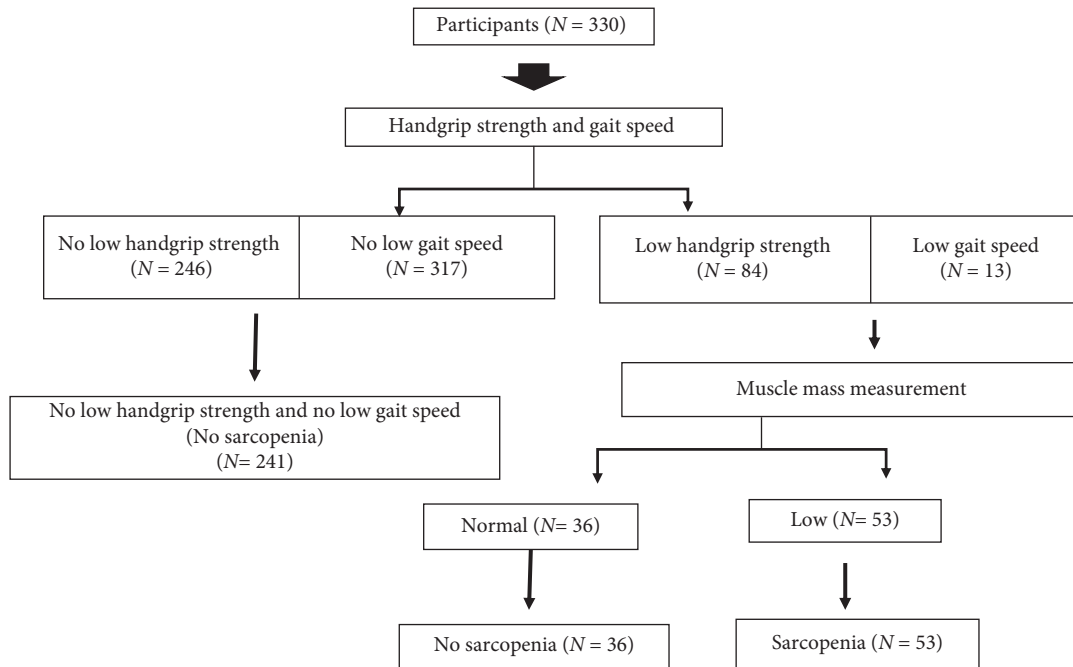 Participants (N = 330)
Handgrip strength and gait speed
No low handgrip strength
(N = 246)
No low gait speed
(N = 317)
Low handgrip strength
(N = 84)
Low gait speed
(N = 13)
No low handgrip strength and no low gait speed
(No sarcopenia)
(N= 241)
Muscle mass measurement
Normal (N= 36)
Low (N= 53)
No sarcopenia (N = 36)
Sarcopenia (N = 53)